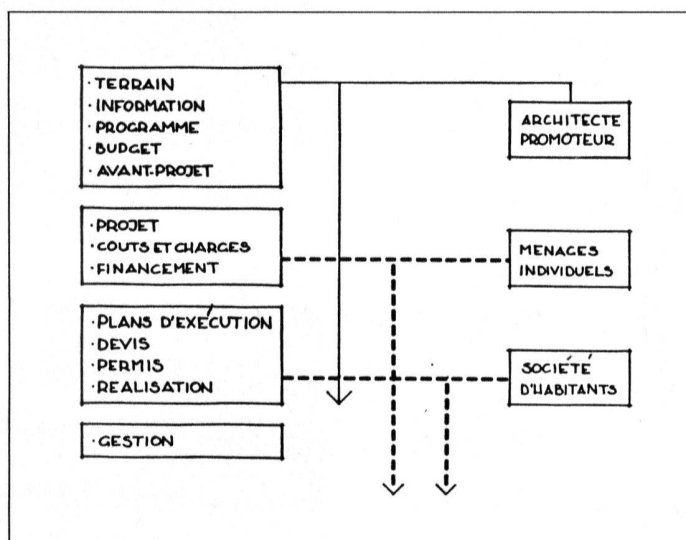 · TERRAIN
· INFORMATION
· PROGRAMME
· BUDGET
· AVANT-PROJET
ARCHITECTE
PROMOTEUR
· PROJET
· COUTS ET CHARGES
· FINANCEMENT
MENAGES
INDIVIDUELS
· PLANS D'EXÉCUTION
· DEVIS
· PERMIS
· REALISATION
SOCIÉTÉ
D'HABITANTS
· GESTION